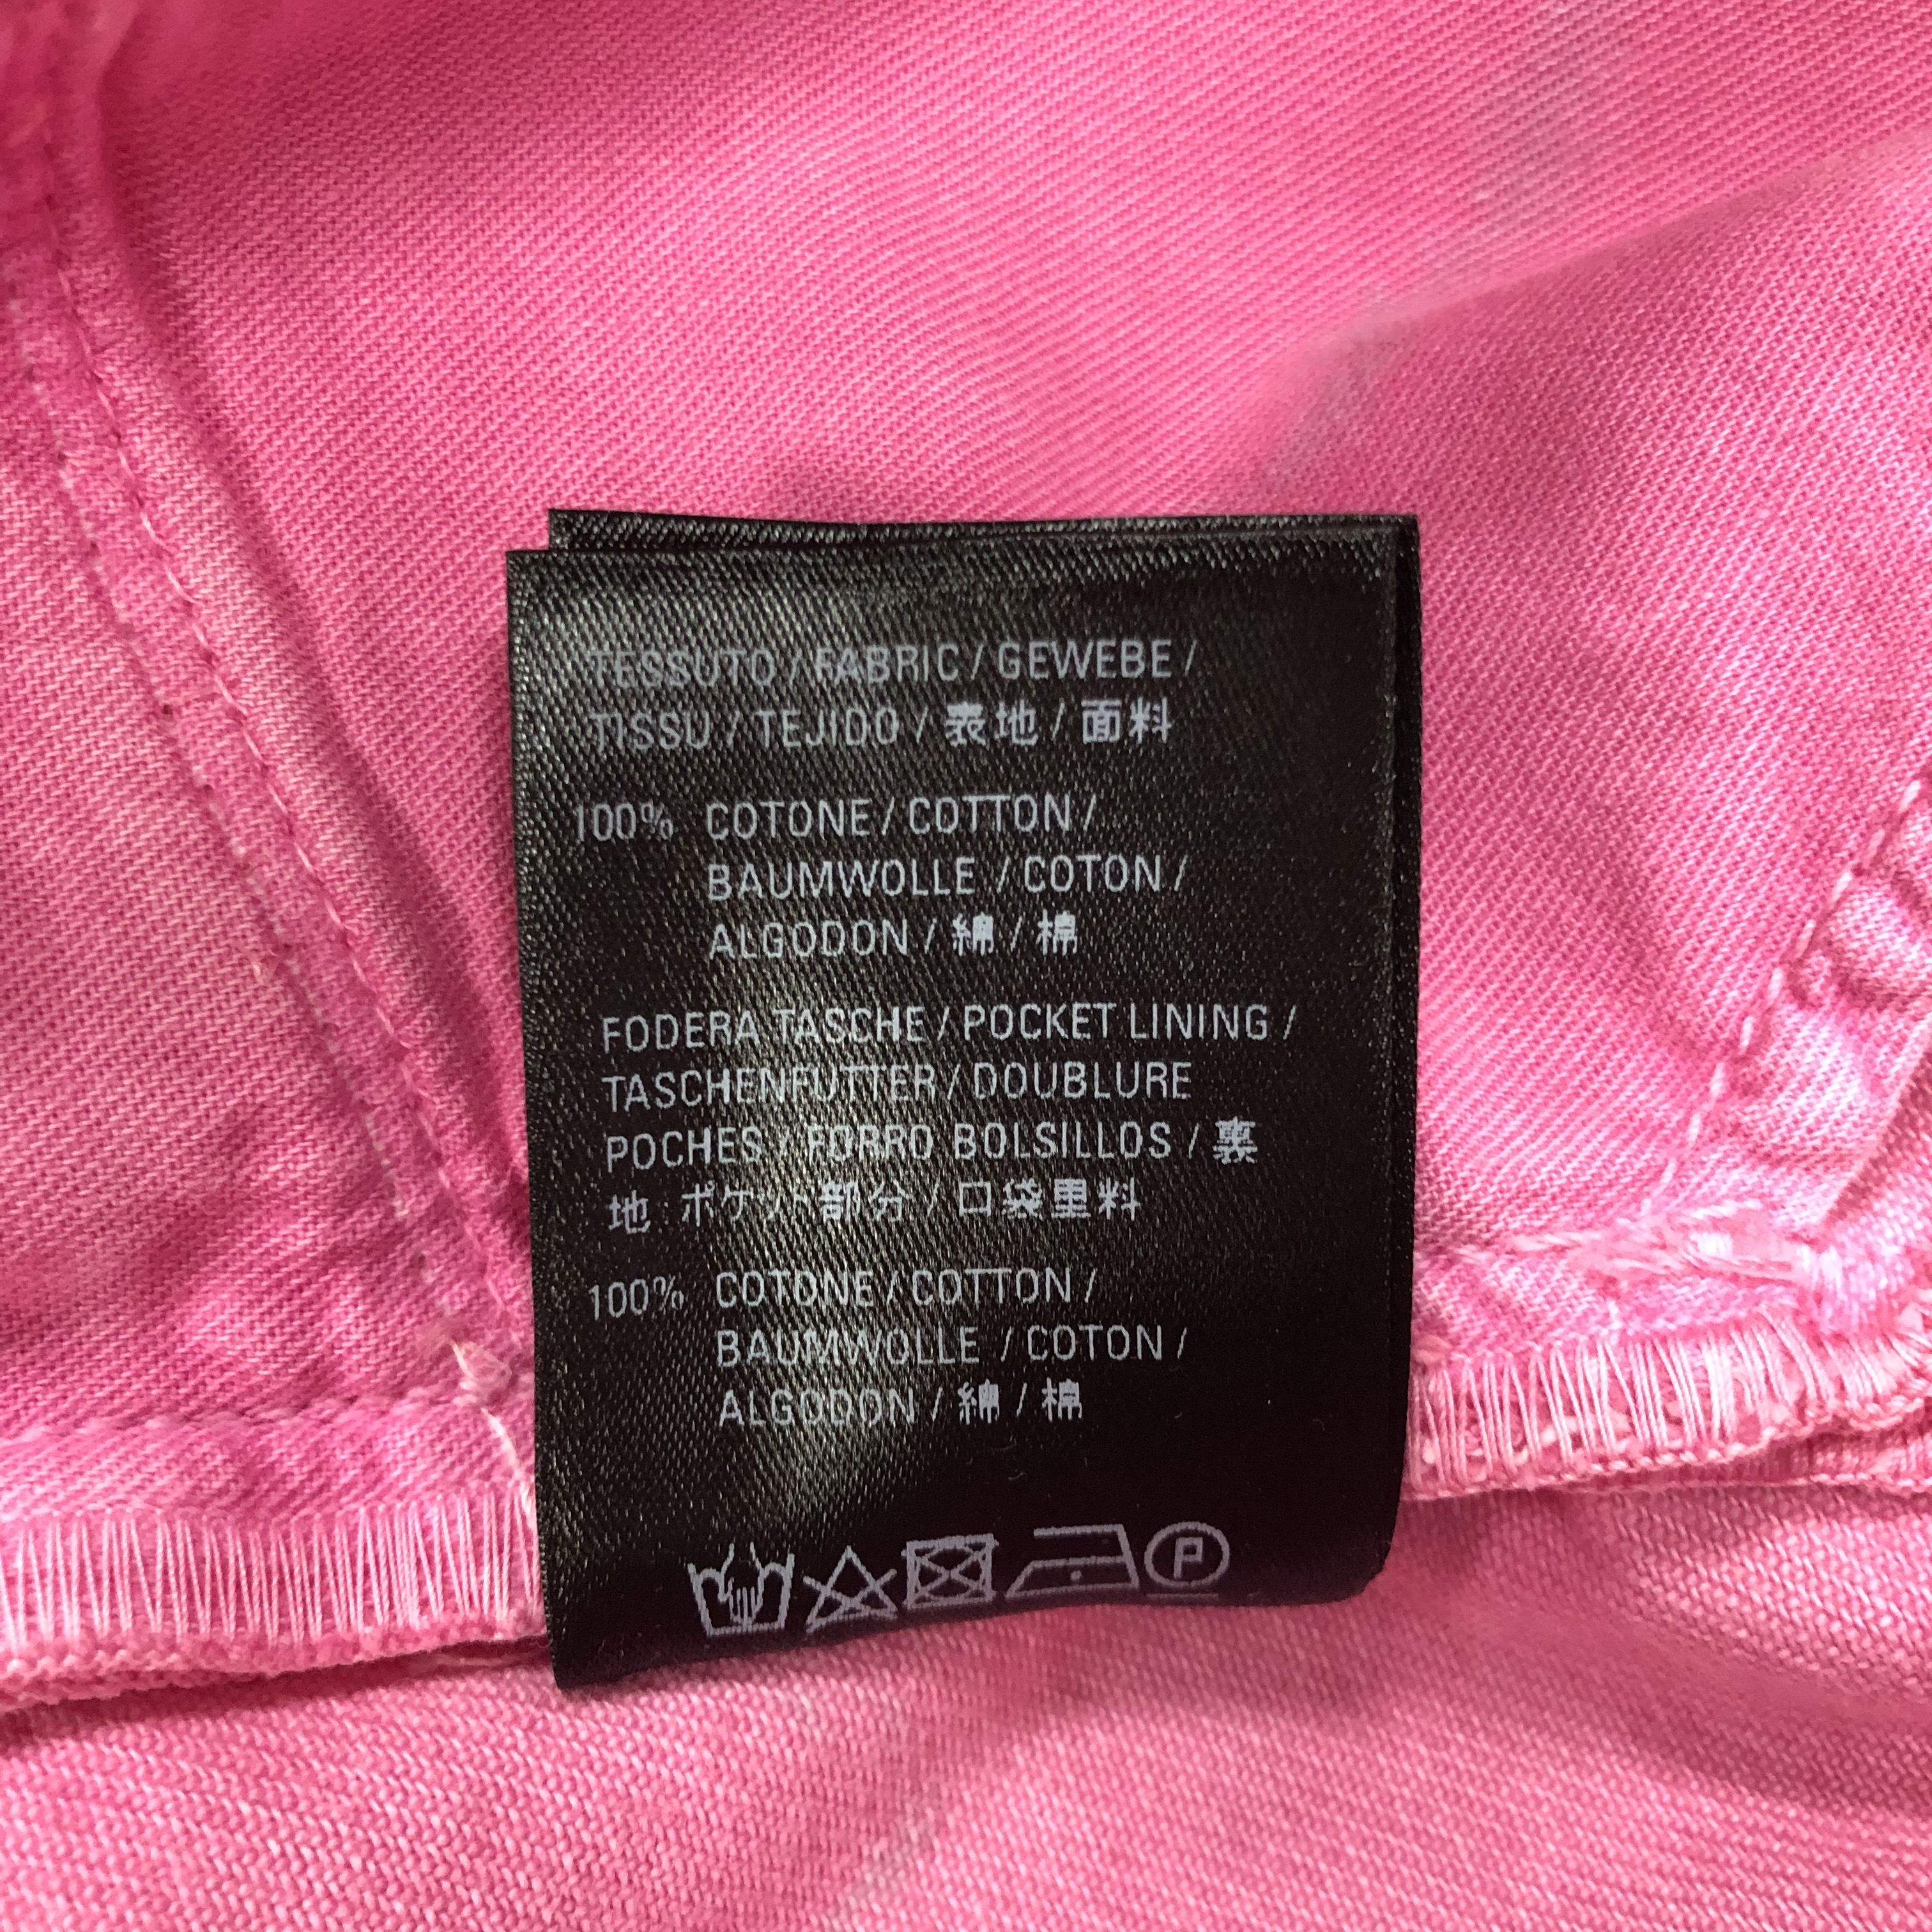 TESSUTO / FABRIC / GEWEBE /
TISSU / TEJIDO / 表地 / 面料
100% COTONE / COTTON /
BAUMWOLLE / COTON /
ALGODON / 綿 / 棉
FODERA TASCHE / POCKET LINING /
TASCHENFUTTER / DOUBLURE
POCHES / FORRO BOLSILLOS / 裏
地 ポケット部分 / 口袋里料
100% COTONE / COTTON /
BAUMWOLLE / COTON /
ALGODON / 綿 / 棉
P